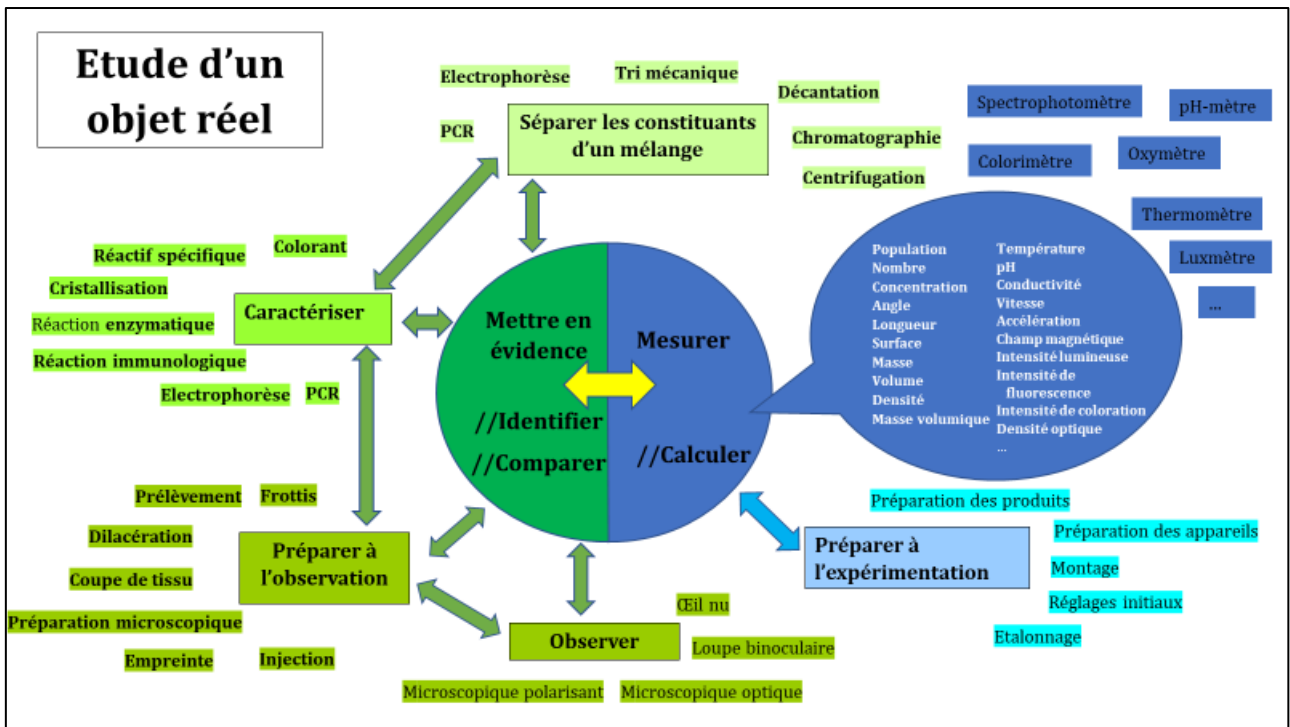 Etude d'un
objet réel
Electrophorèse
Tri mécanique
Décantation
PCR
Séparer les constituants
d'un mélange
Chromatographie
Centrifugation
Spectrophotomètre
pH-mètre
Colorimètre
Oxymètre
Thermomètre
Luxmètre
...
Réactif spécifique
Colorant
Cristallisation
Réaction enzymatique
Réaction immunologique
Electrophorèse
PCR
Caractériser
Mettre en
évidence
//Identifier
//Comparer
Mesurer
//Calculer
Population
Nombre
Concentration
Angle
Longueur
Surface
Masse
Volume
Densité
Masse volumique
Température
pH
Conductivité
Vitesse
Accélération
Champ magnétique
Intensité lumineuse
Intensité de
fluorescence
Intensité de coloration
Densité optique
...
Prélèvement
Frottis
Dilacération
Coupe de tissu
Préparation microscopique
Empreinte
Injection
Préparer à
l'observation
Observer
Œil nu
Loupe binoculaire
Microscopique polarisant
Microscopique optique
Préparer à
l'expérimentation
Préparation des produits
Préparation des appareils
Montage
Réglages initiaux
Etalonnage